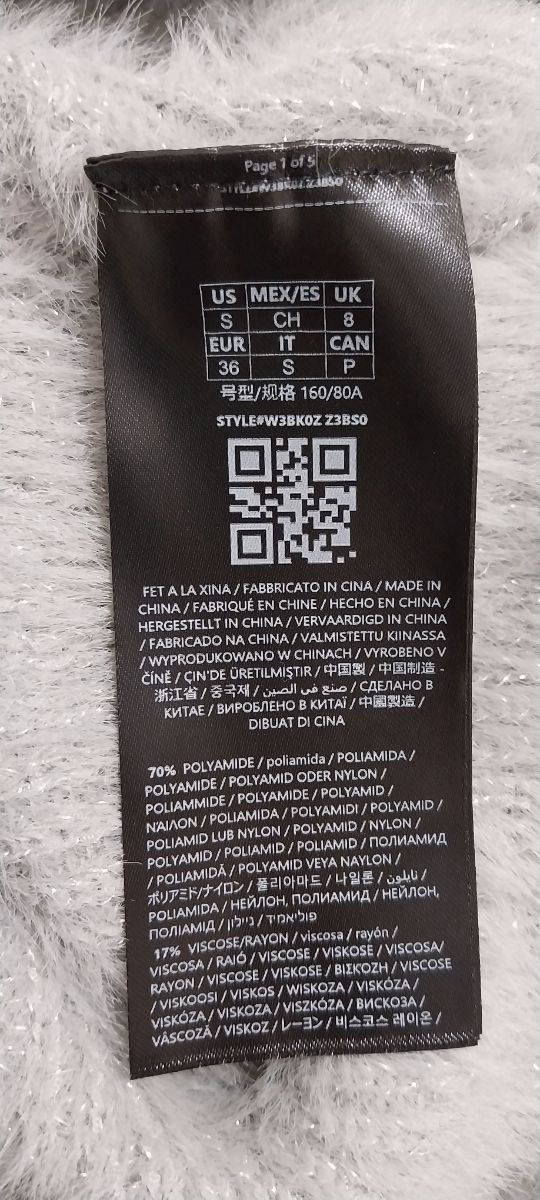 Page 1 of 5
STYLE#W3BK0Z Z3BS0
US MEX/ES UK
S CH 8
EUR IT CAN
36 S P
号型/规格 160/80A
STYLE#W3BK0Z Z3BS0
FET A LA XINA / FABBRICATO IN CINA / MADE IN
CHINA / FABRIQUÉ EN CHINE / HECHO EN CHINA /
HERGESTELLT IN CHINA / VERVAARDIGD IN CHINA
/ FABRICADO NA CHINA / VALMISTETTU KIINASSA
/ WYPRODUKOWANO W CHINACH / VYROBENO V
ČÍNĚ / ÇIN'DE ÜRETILMIŞTIR / 中国製 / 中国制造 -
浙江省 / 중국제 / صنع في الصين / СДЕЛАНО В
КИТАЕ / ВИРОБЛЕНО В КИТАЇ / 中國製造 /
DIBUAT DI CINA
70% POLYAMIDE / poliamida / POLIAMIDA /
POLYAMIDE / POLYAMID ODER NYLON /
POLIAMMIDE / POLYAMIDE / POLYAMID /
ΝΑΪΛΟΝ / POLIAMIDA / POLYAMIDI / POLYAMID /
POLIAMID LUB NYLON / POLYAMID / NYLON /
POLYAMID / POLIAMID / POLIAMID / ПОЛИАМИД
/ POLIAMIDĂ / POLYAMID VEYA NAYLON /
ポリアミド/ナイロン / 폴리아마드 / 나일론 / نايلون /
POLIAMIDA / НЕЙЛОН, ПОЛИАМИД / НЕЙЛОН,
ПОЛІАМІД / ניילון / פוליאמיד
17% VISCOSE/RAYON / viscosa / rayón /
VISCOSA / RAIÓ / VISCOSE / VISKOSE / VISCOSA/
RAYON / VISCOSE / VISKOSE / ΒΙΣΚΟΖΗ / VISCOSE
/ VISKOOSI / VISKOS / WISKOZA / VISKÓZA /
VISKÓZA / VISKOZA / VISZKÓZA / ВИСКОЗА /
VÂSCOZĂ / VISKOZ / レーヨン / 비스코스 레이온 /